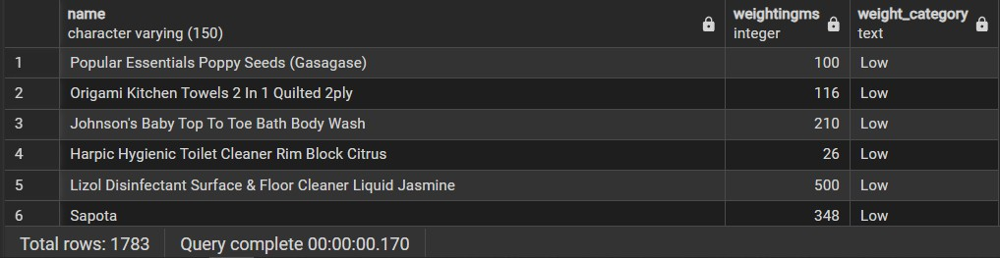 name weightingms weight_category
character varying (150) integer text
1 Popular Essentials Poppy Seeds (Gasagase) 100 Low
2 Origami Kitchen Towels 2 In 1 Quilted 2ply 116 Low
3 Johnson's Baby Top To Toe Bath Body Wash 210 Low
4 Harpic Hygienic Toilet Cleaner Rim Block Citrus 26 Low
5 Lizol Disinfectant Surface & Floor Cleaner Liquid Jasmine 500 Low
6 Sapota 348 Low
Total rows: 1783 Query complete 00:00:00.170